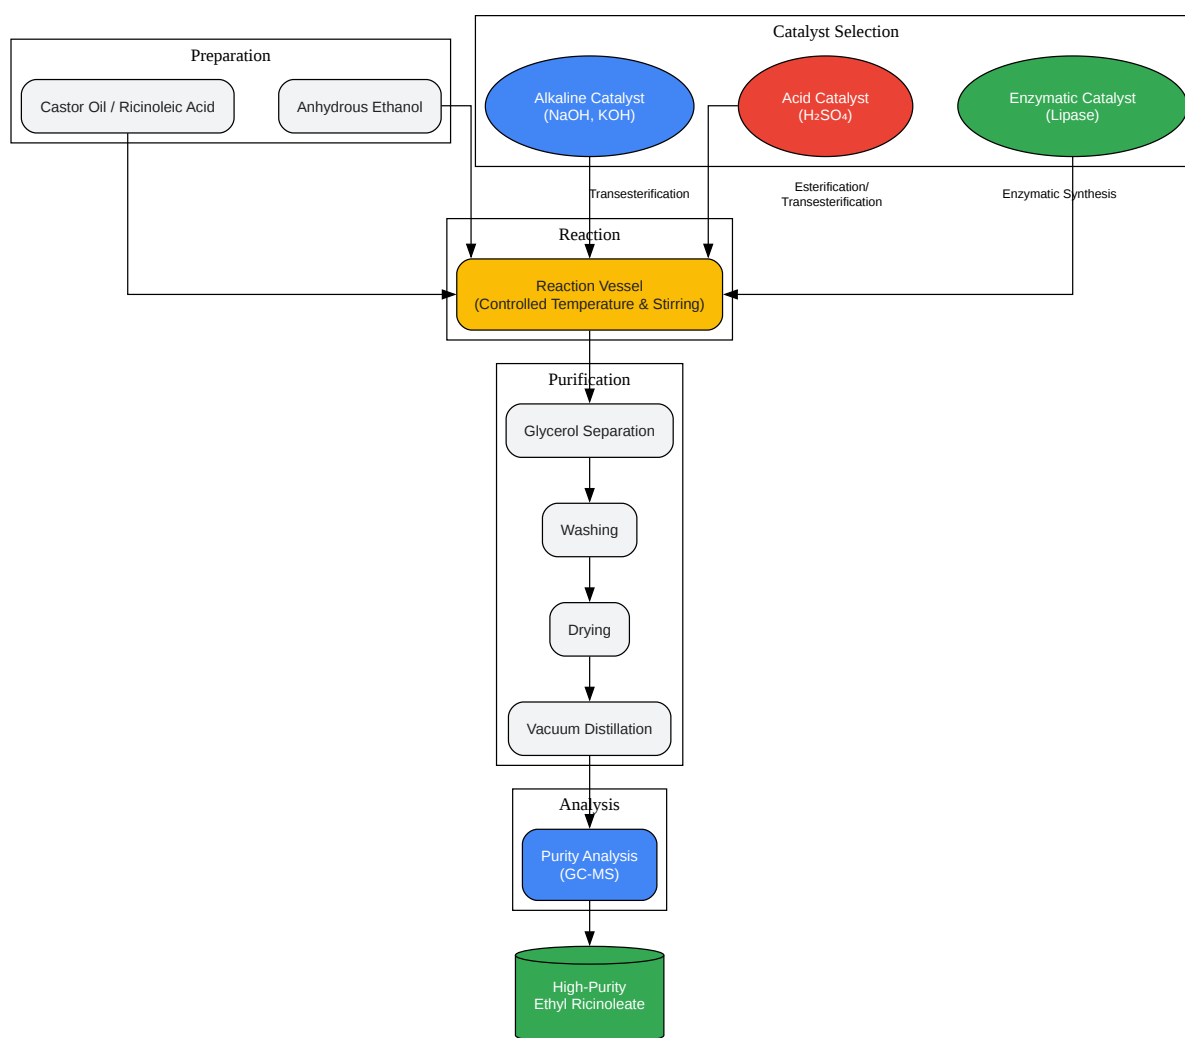 Preparation
Castor Oil / Ricinoleic Acid
Anhydrous Ethanol
Catalyst Selection
Alkaline Catalyst
(NaOH, KOH)
Acid Catalyst
(H₂SO₄)
Enzymatic Catalyst
(Lipase)
Transesterification
Esterification/
Transesterification
Enzymatic Synthesis
Reaction
Reaction Vessel
(Controlled Temperature & Stirring)
Purification
Glycerol Separation
Washing
Drying
Vacuum Distillation
Analysis
Purity Analysis
(GC-MS)
High-Purity
Ethyl Ricinoleate